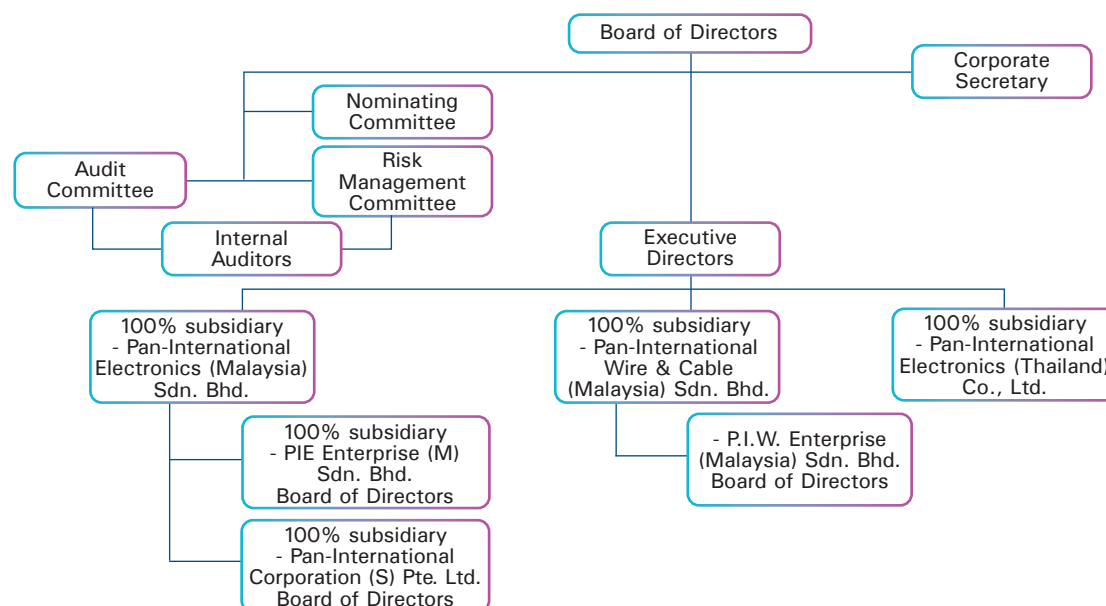 Board of Directors
Corporate
Secretary
Nominating
Committee
Audit
Committee
Risk
Management
Committee
Internal
Auditors
Executive
Directors
100% subsidiary
- Pan-International
Electronics (Malaysia)
Sdn. Bhd.
100% subsidiary
- Pan-International
Wire & Cable
(Malaysia) Sdn. Bhd.
100% subsidiary
- Pan-International
Electronics (Thailand)
Co., Ltd.
100% subsidiary
- PIE Enterprise (M)
Sdn. Bhd.
Board of Directors
- P.I.W. Enterprise
(Malaysia) Sdn. Bhd.
Board of Directors
100% subsidiary
- Pan-International
Corporation (S) Pte. Ltd.
Board of Directors